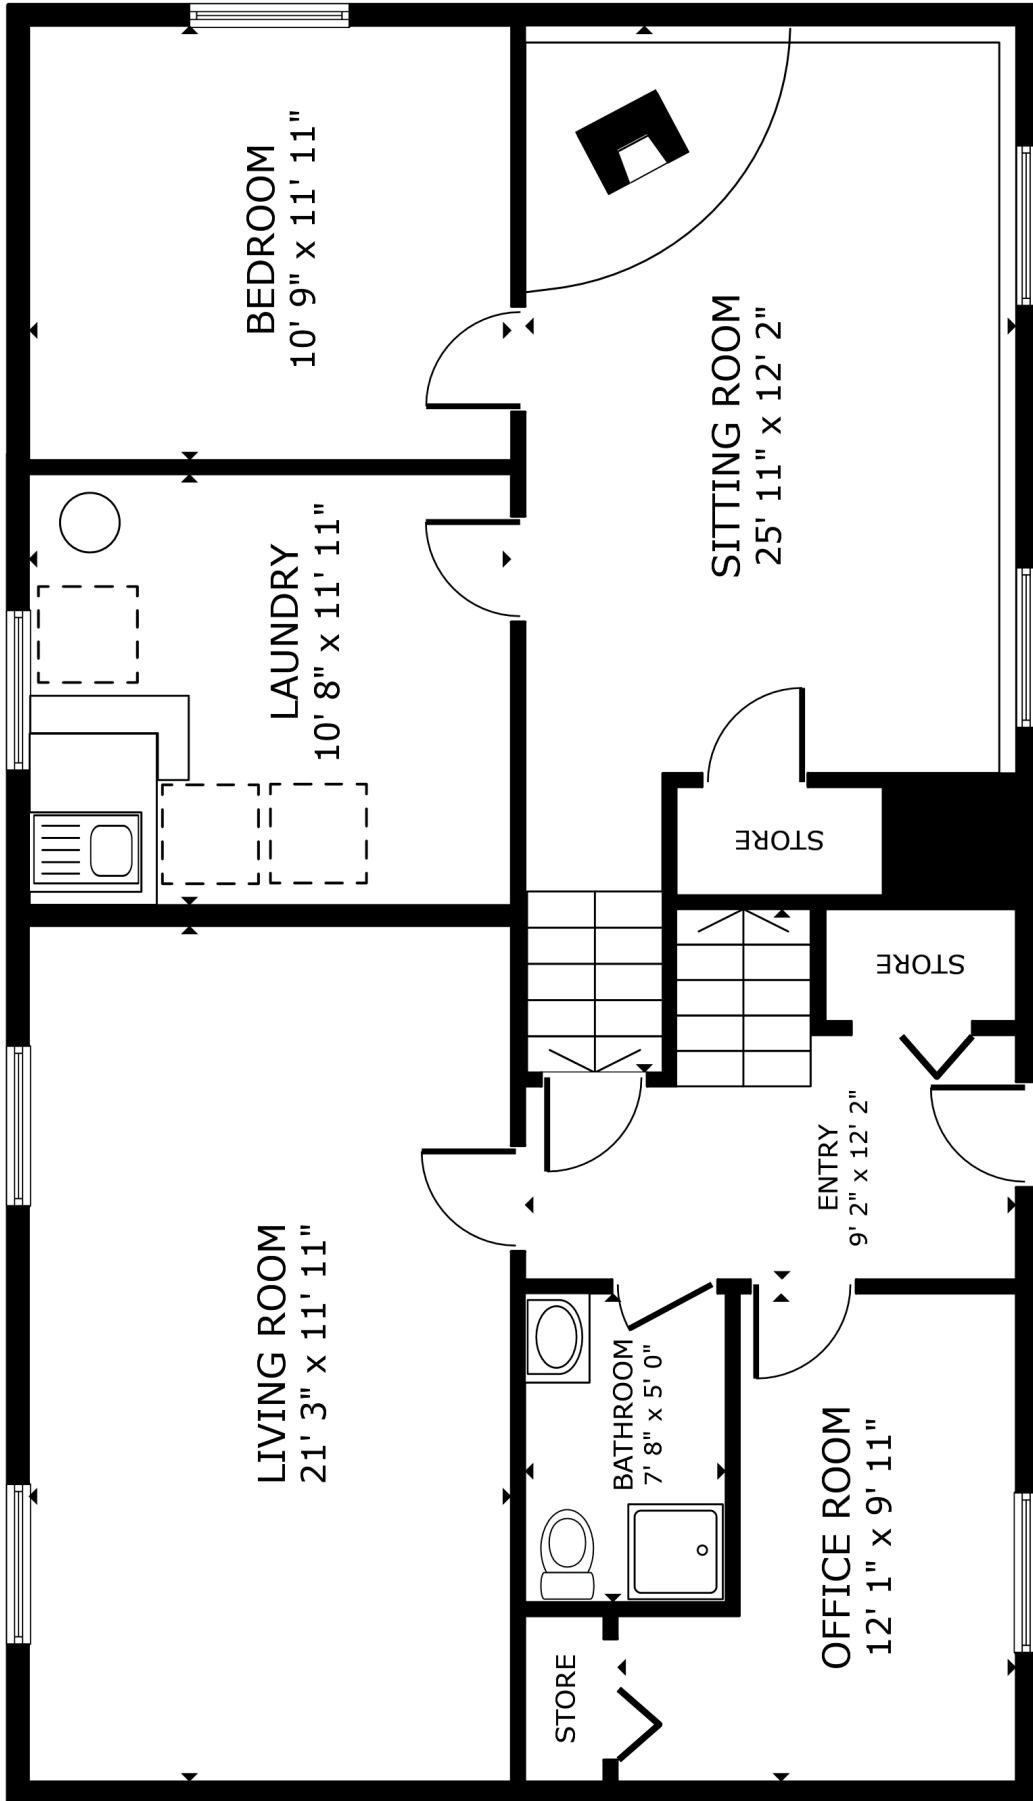 BEDROOM
10' 9" x 11' 11"
SITTING ROOM
25' 11" x 12' 2"
LAUNDRY
10' 8" x 11' 11"
STORE
STORE
ENTRY
9' 2" x 12' 2"
LIVING ROOM
21' 3" x 11' 11"
BATHROOM
7' 8" x 5' 0"
OFFICE ROOM
12' 1" x 9' 11"
STORE